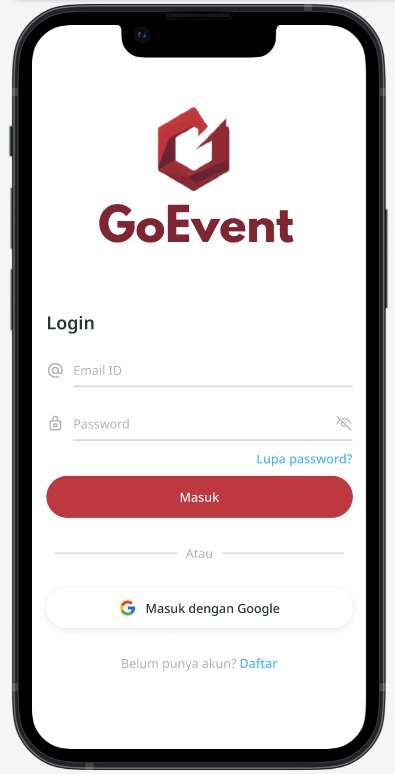 GoEvent
Login
Email ID
Password
Lupa password?
Masuk
Atau
Masuk dengan Google
Belum punya akun? Daftar